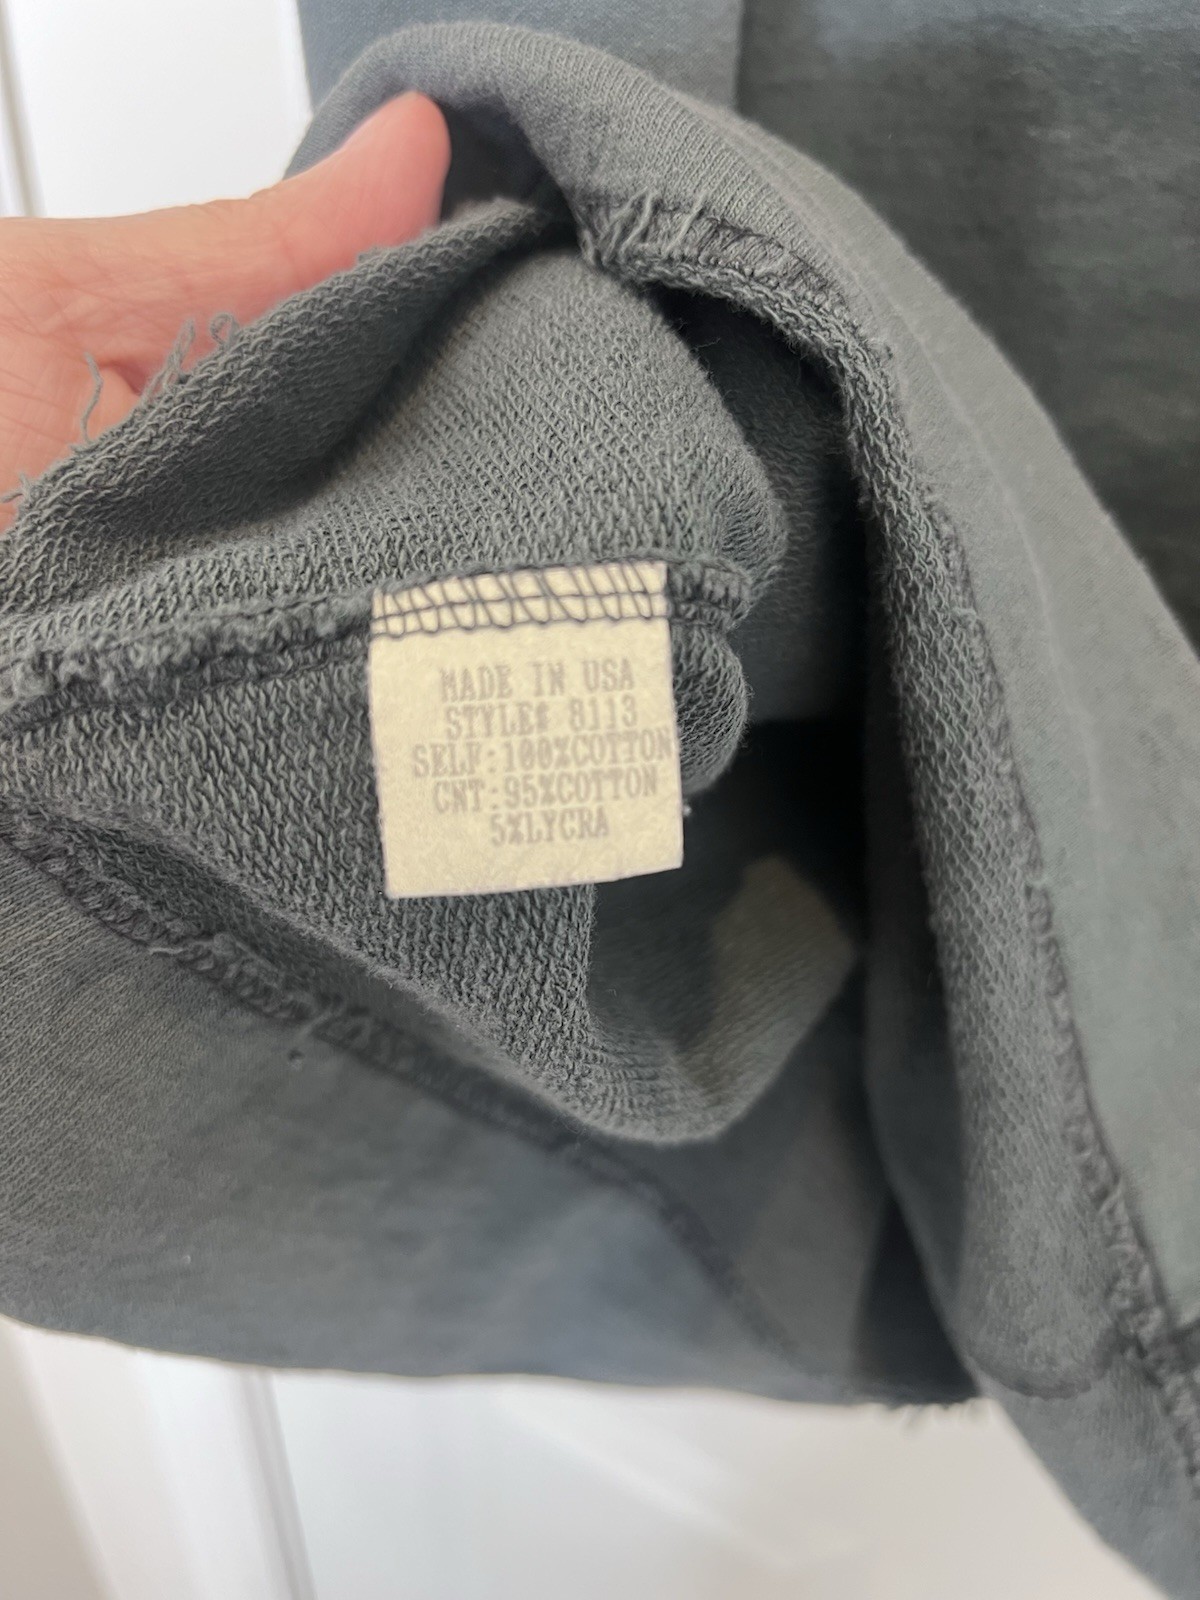 MADE IN USA
STYLE# 8113
SELF:100%COTTON
CNT:95%COTTON
5%LYCRA